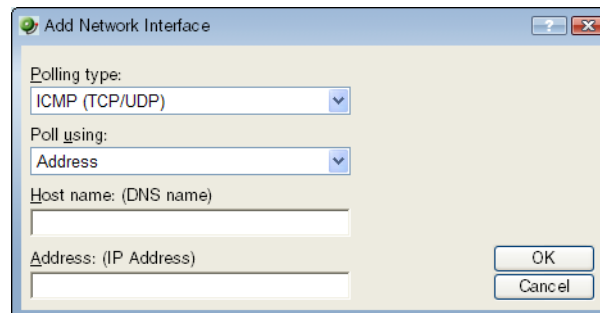 Add Network Interface
Polling type:
ICMP (TCP/UDP)
Poll using:
Address
Host name: (DNS name)
Address: (IP Address)
OK
Cancel